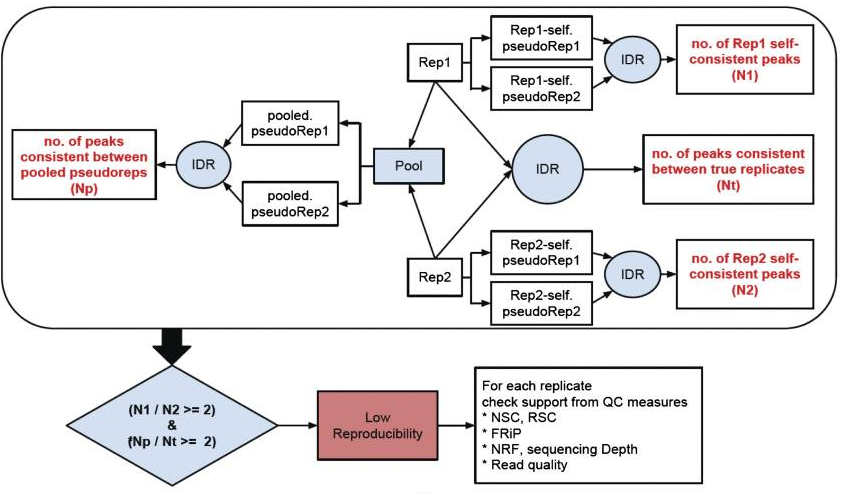 Rep1
Rep1-self.
pseudoRep1
Rep1-self.
pseudoRep2
IDR
no. of Rep1 self-
consistent peaks
(N1)
no. of peaks
consistent between
pooled pseudoreps
(Np)
IDR
pooled.
pseudoRep1
pooled.
pseudoRep2
Pool
IDR
no. of peaks consistent
between true replicates
(Nt)
Rep2
Rep2-self.
pseudoRep1
Rep2-self.
pseudoRep2
IDR
no. of Rep2 self-
consistent peaks
(N2)
(N1 / N2 >= 2)
&
(Np / Nt >= 2)
Low
Reproducibility
For each replicate
check support from QC measures
* NSC, RSC
* FRiP
* NRF, sequencing Depth
* Read quality